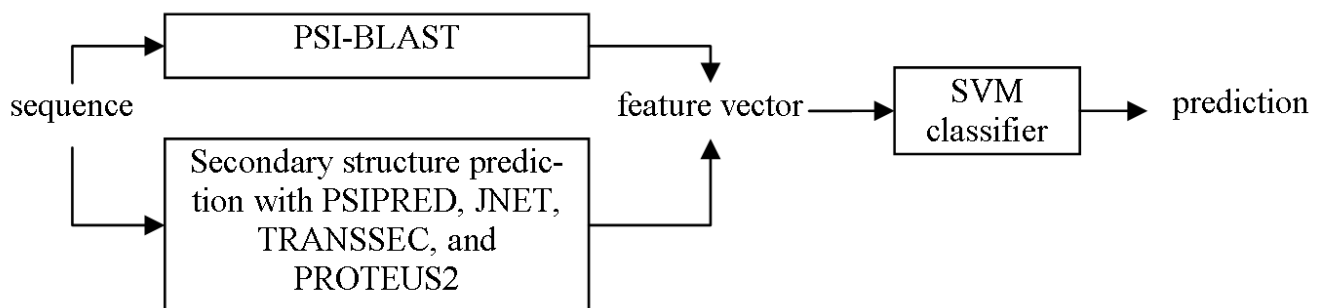 PSI-BLAST
sequence
Secondary structure predic-
tion with PSIPRED, JNET,
TRANSSEC, and
PROTEUS2
feature vector
SVM
classifier
prediction